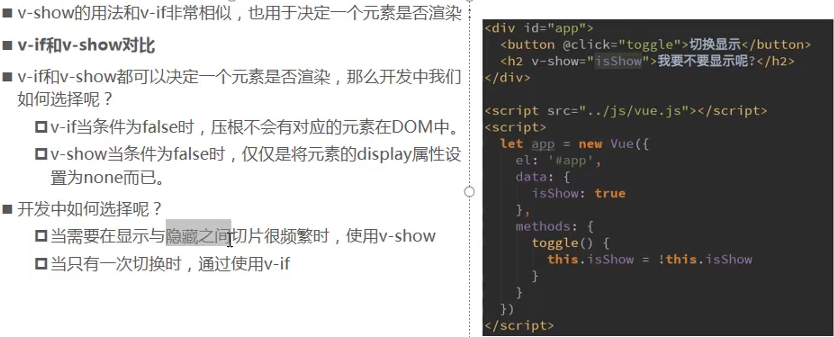 v-show的用法和v-if非常相似，也用于决定一个元素是否渲染：
v-if和v-show对比
v-if和v-show都可以决定一个元素是否渲染，那么开发中我们
如何选择呢？
v-if当条件为false时，压根不会有对应的元素在DOM中。
v-show当条件为false时，仅仅是将元素的display属性设
置为none而已。
开发中如何选择呢？
当需要在显示与隐藏之间切片很频繁时，使用v-show
当只有一次切换时，通过使用v-if
<div id="app">
  <button @click="toggle">切换显示</button>
  <h2 v-show="isShow">我要不要显示呢?</h2>
</div>
<script src="../js/vue.js"></script>
<script>
  let app = new Vue({
    el: '#app',
    data: {
      isShow: true
    },
    methods: {
      toggle() {
        this.isShow = !this.isShow
      }
    }
  })
</script>